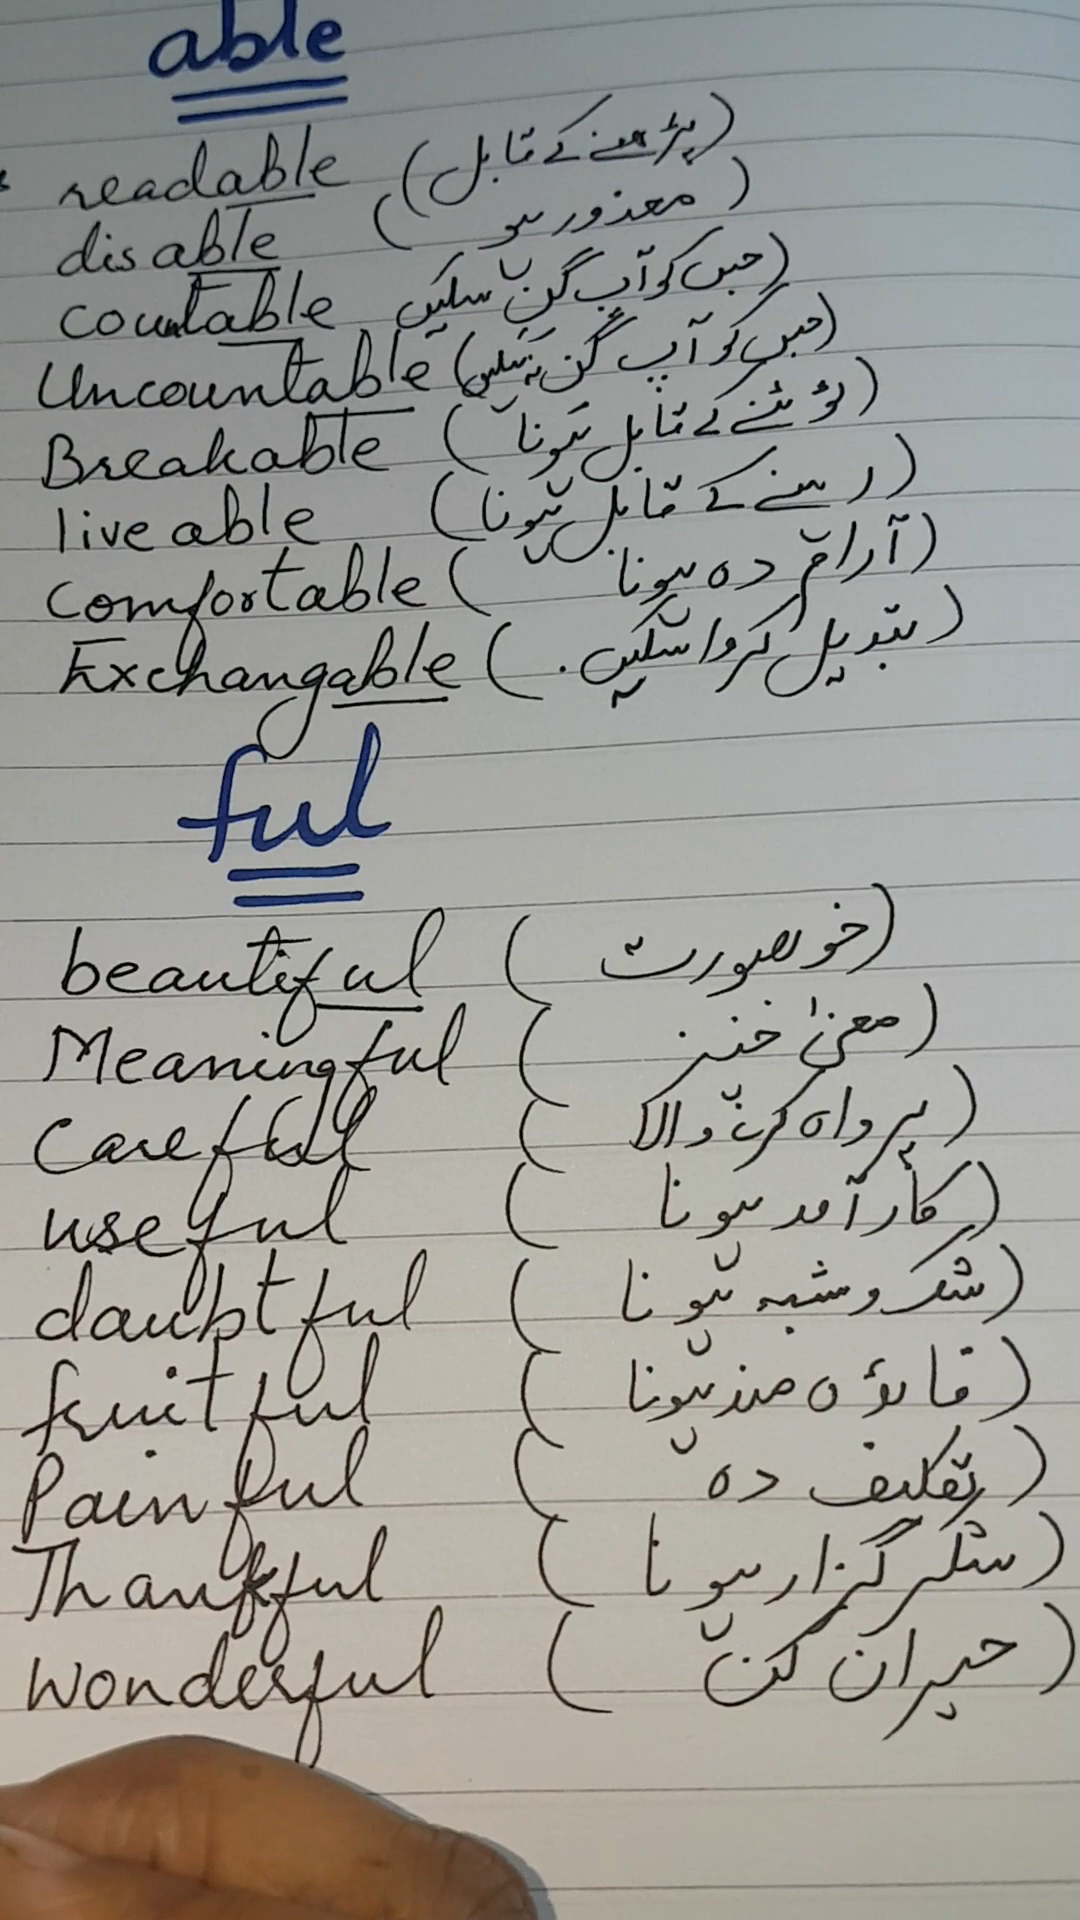 able
readable (پڑھنے کے قابل)
disable (معذور ہو)
countable (جس کو آپ گن سکیں
Uncountable (جس کو آپ گن نہ سکیں)
Breakable (ٹوٹنے کے قابل ہونا)
liveable (رہنے کے قابل ہونا)
Comfortable (آرام دہ ہونا)
Exchangable (تبدیل کروا سکیں.)
ful
beautiful (خوبصورت)
Meaningful (معنیٰ خیز)
Careful (پرواہ کرنے والا)
useful (کار آمد ہونا)
doubtful (شک و شبہ ہونا)
fruitful (فائدہ مند ہونا)
Painful (تکلیف دہ)
Thankful (شکر گزار ہونا)
wonderful (حیران کن)